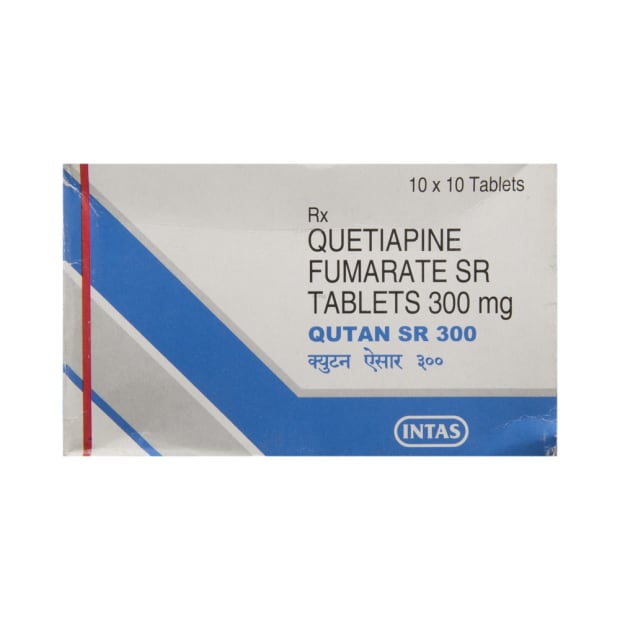 10 x 10 Tablets
Rx
QUETIAPINE
FUMARATE SR
TABLETS 300 mg
QUTAN SR 300
क्युटन ऐसार ३००
INTAS